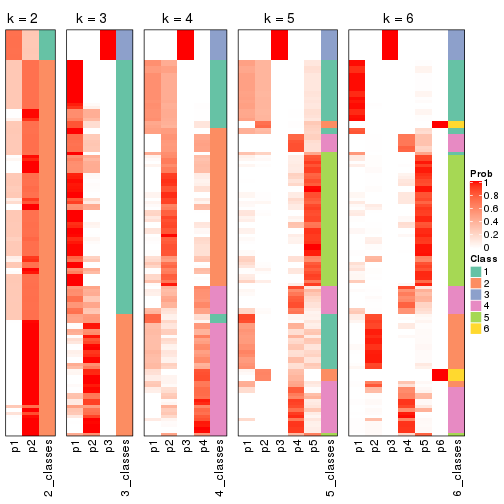 k = 2
k = 3
k = 4
k = 5
k = 6
Prob
1
0.8
0.6
0.4
0.2
0
Class
1
2
3
4
5
6
p1
p2
2_classes
p1
p2
p3
3_classes
p1
p2
p3
p4
4_classes
p1
p2
p3
p4
p5
5_classes
p1
p2
p3
p4
p5
p6
6_classes